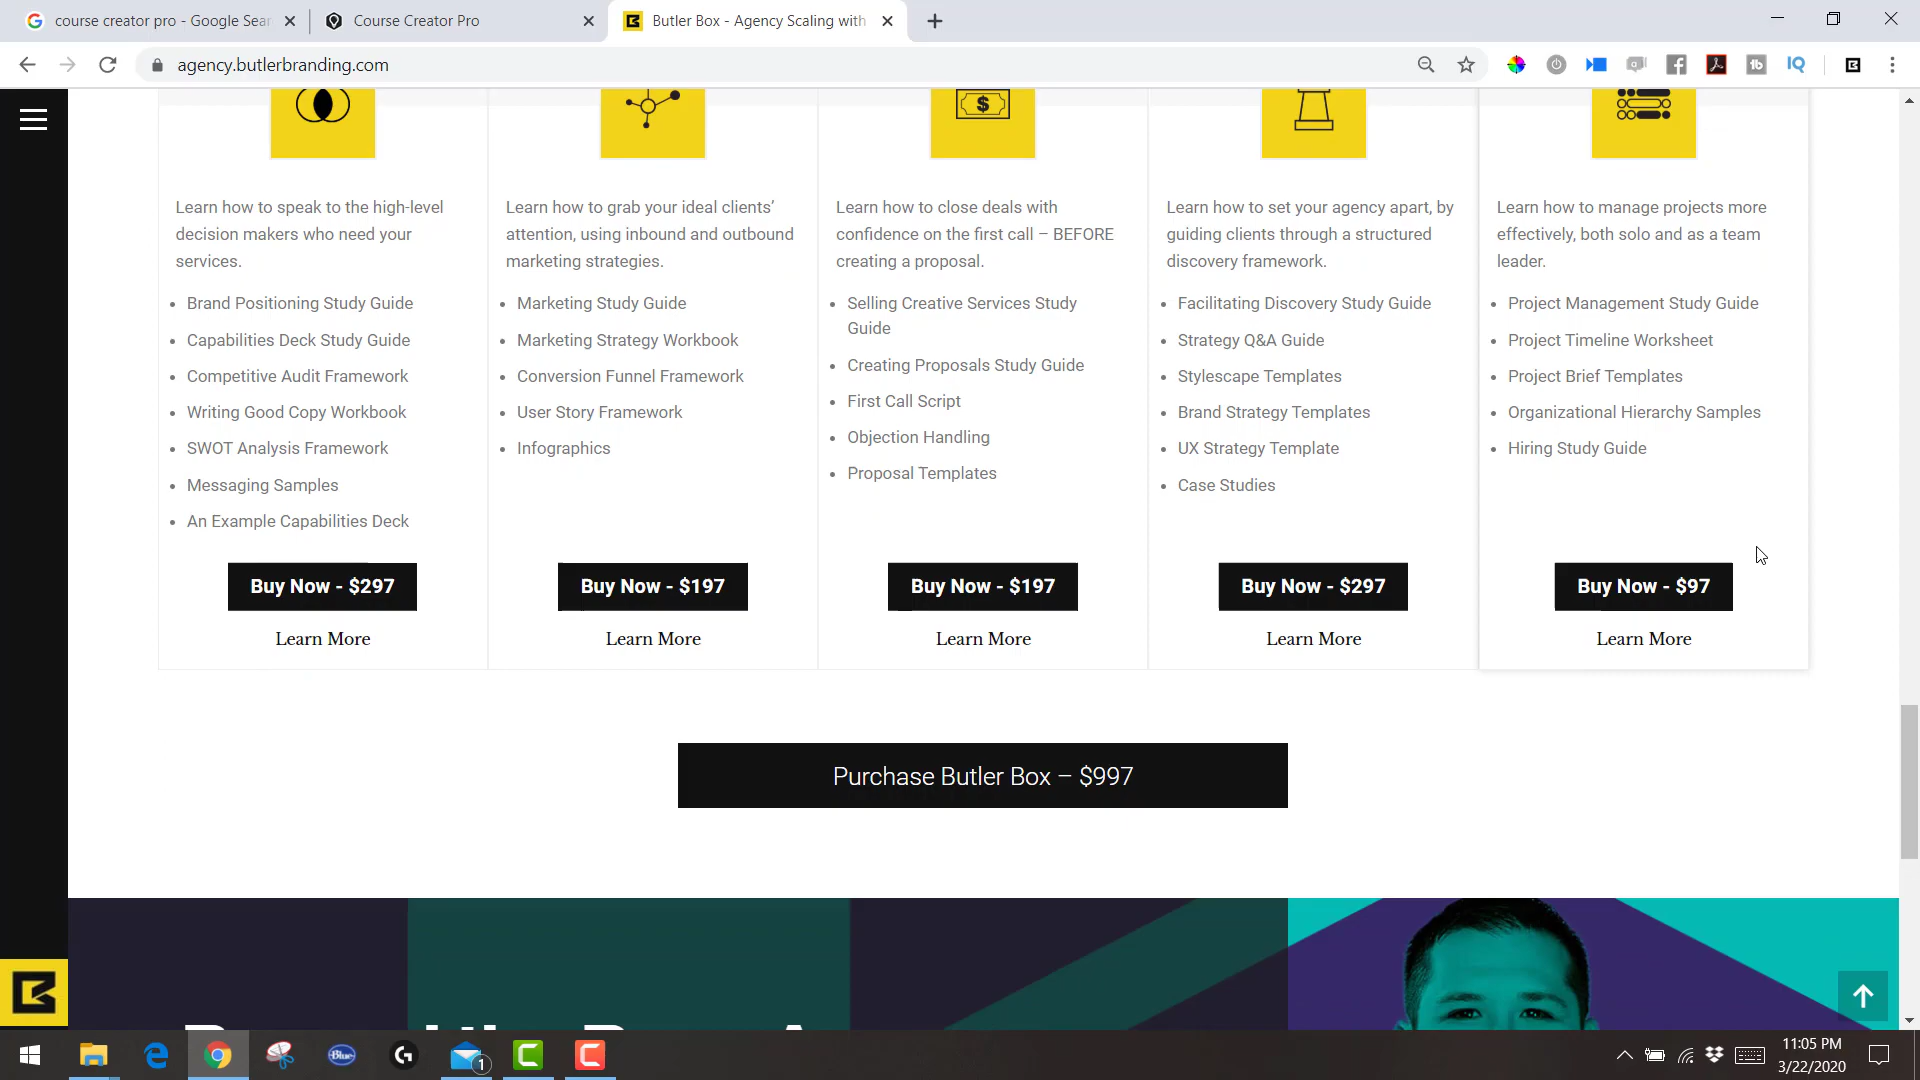 course creator pro - Google Sear
Course Creator Pro
Butler Box - Agency Scaling with
agency.butlerbranding.com
Learn how to speak to the high-level
decision makers who need your
services.
• Brand Positioning Study Guide
• Capabilities Deck Study Guide
• Competitive Audit Framework
• Writing Good Copy Workbook
• SWOT Analysis Framework
• Messaging Samples
• An Example Capabilities Deck
Buy Now - $297
Learn More
Learn how to grab your ideal clients’
attention, using inbound and outbound
marketing strategies.
• Marketing Study Guide
• Marketing Strategy Workbook
• Conversion Funnel Framework
• User Story Framework
• Infographics
Buy Now - $197
Learn More
Learn how to close deals with
confidence on the first call – BEFORE
creating a proposal.
• Selling Creative Services Study
Guide
• Creating Proposals Study Guide
• First Call Script
• Objection Handling
• Proposal Templates
Buy Now - $197
Learn More
Learn how to set your agency apart, by
guiding clients through a structured
discovery framework.
• Facilitating Discovery Study Guide
• Strategy Q&A Guide
• Stylescape Templates
• Brand Strategy Templates
• UX Strategy Template
• Case Studies
Buy Now - $297
Learn More
Learn how to manage projects more
effectively, both solo and as a team
leader.
• Project Management Study Guide
• Project Timeline Worksheet
• Project Brief Templates
• Organizational Hierarchy Samples
• Hiring Study Guide
Buy Now - $97
Learn More
Purchase Butler Box – $997
Blue
1
11:05 PM
3/22/2020